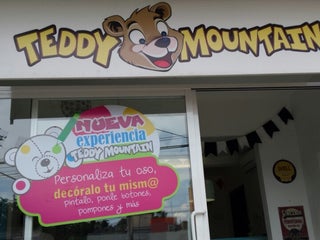 TEDDY MOUNTAIN
NUEVA
experiencia
TEDDY MOUNTAIN
Personaliza tu oso,
decóralo tu mism@
píntalo, ponle botones,
pompones y más